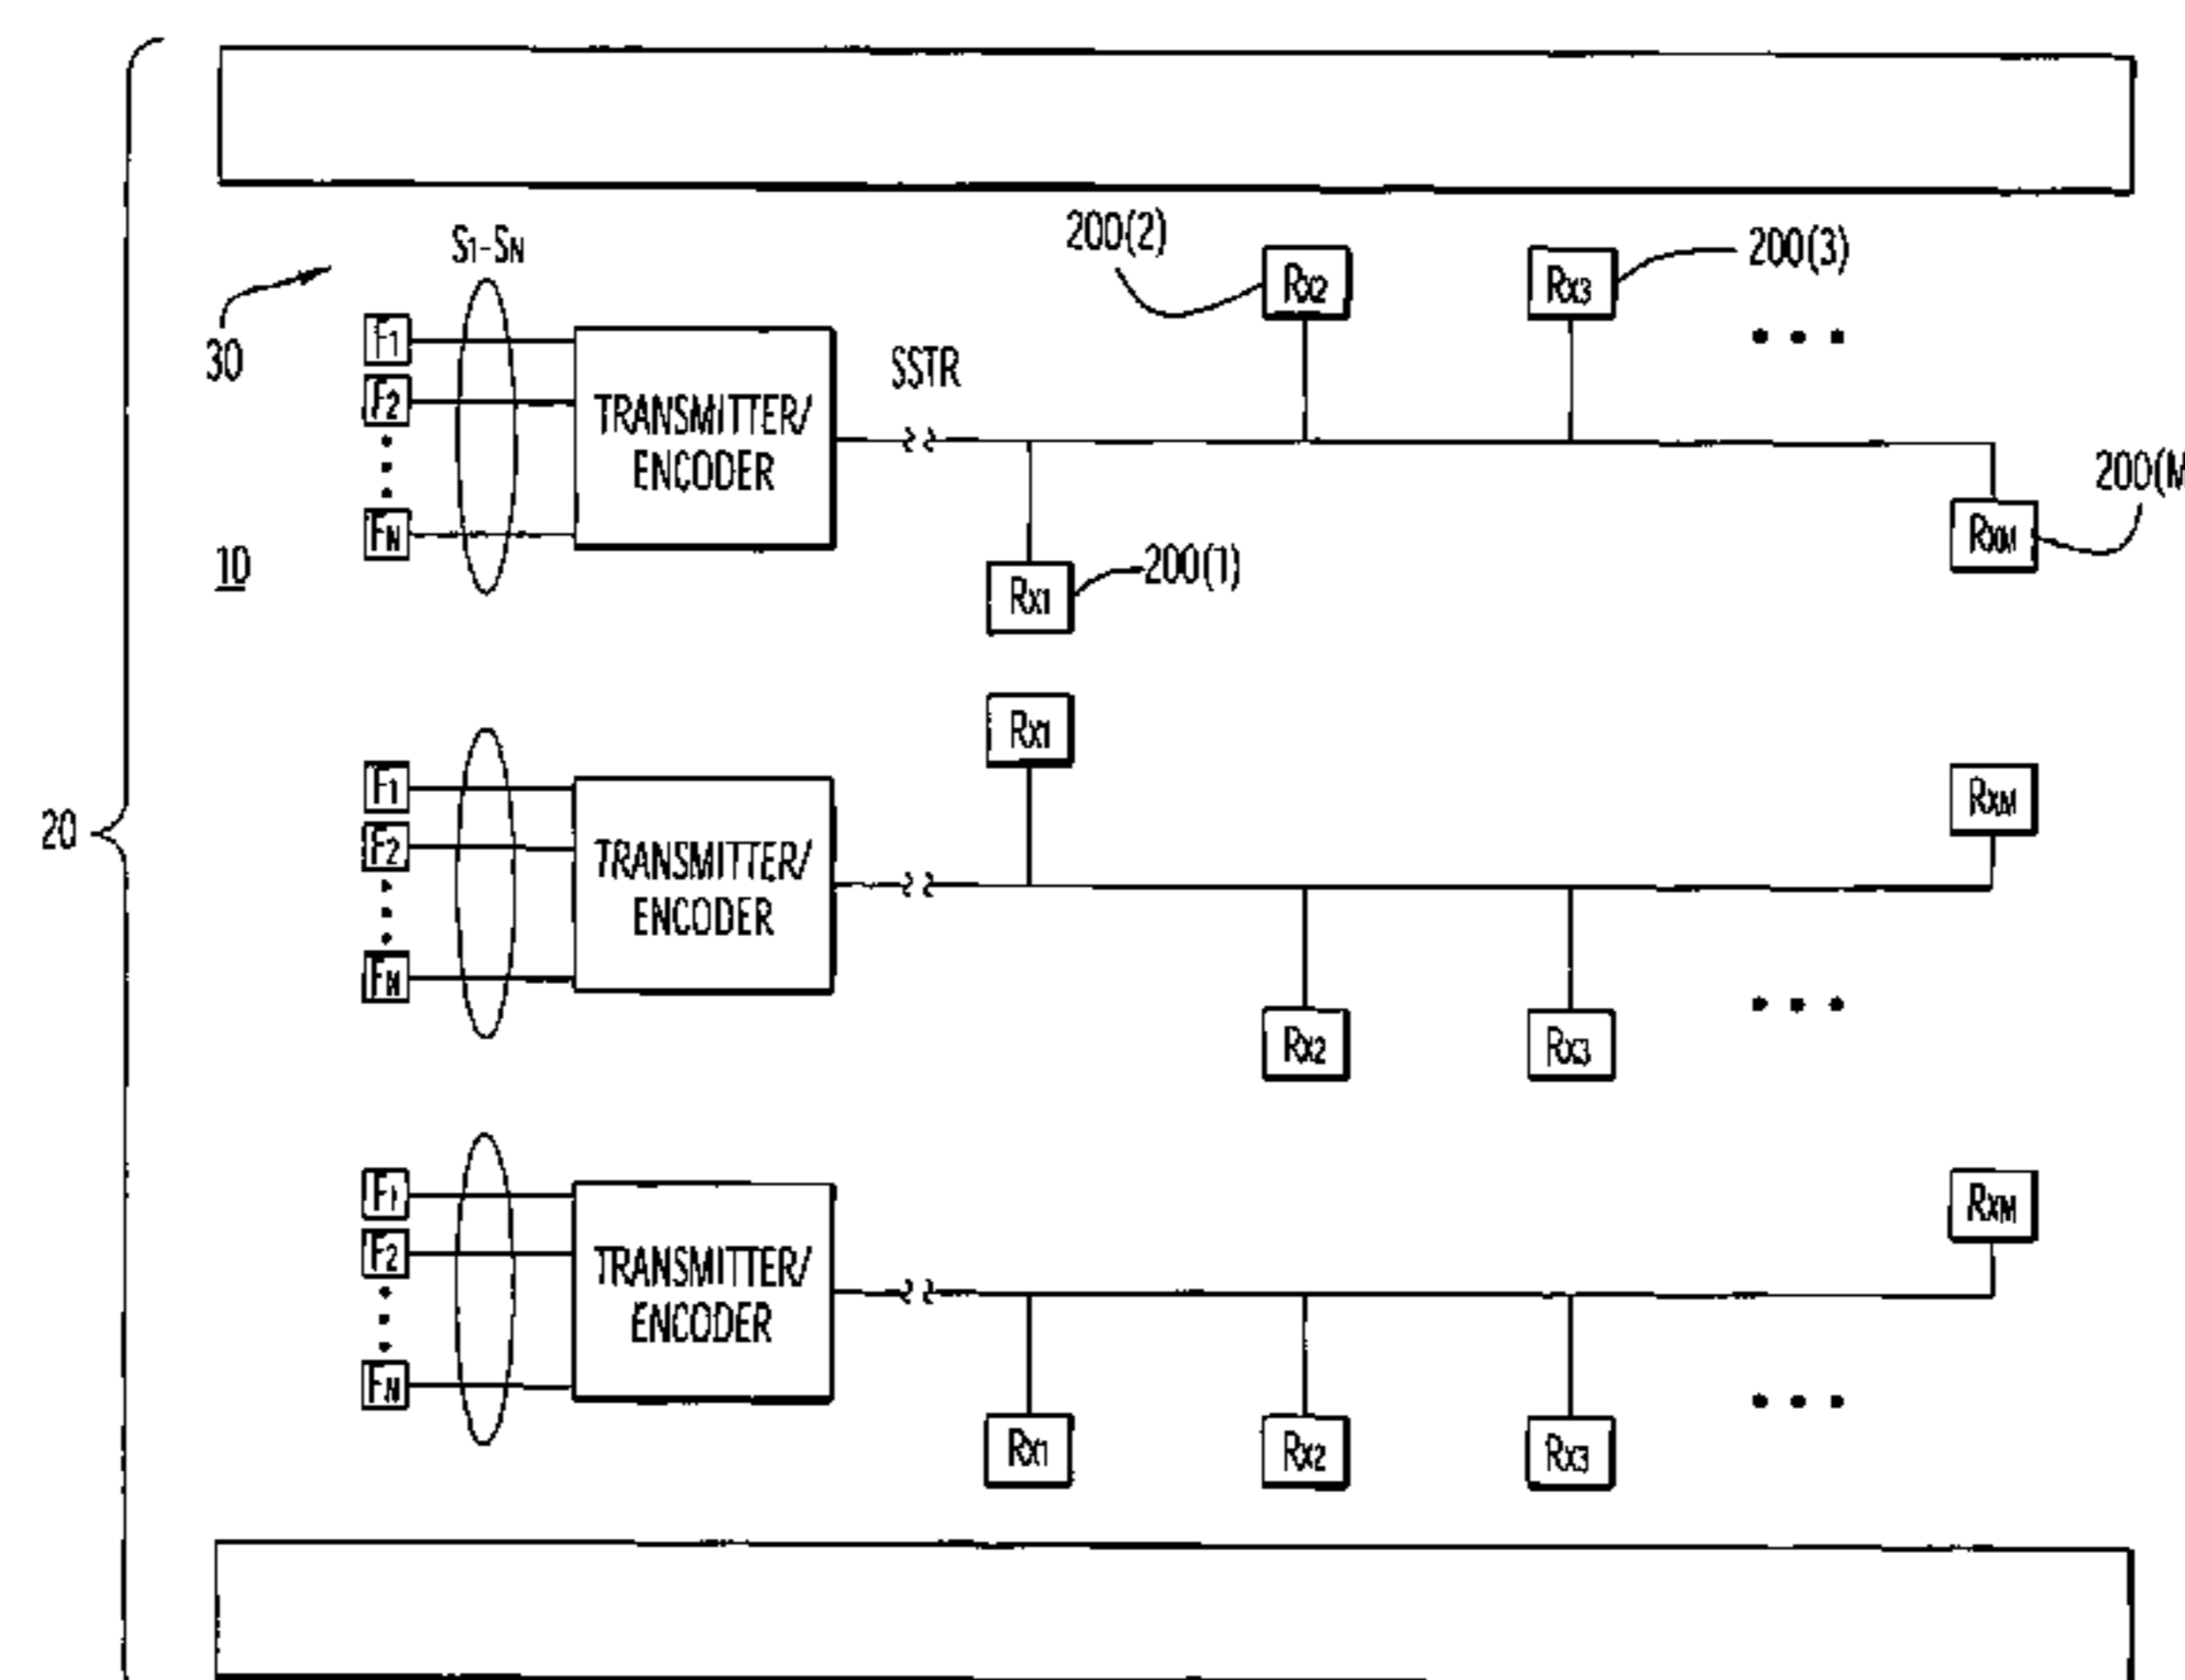 S1-SN
200(2)
RX2
RX3
200(3)
30
F1
F2
FN
TRANSMITTER/
ENCODER
SSTR
200(M
RXM
10
RX1
200(1)
RX1
F1
F2
FN
TRANSMITTER/
ENCODER
RXM
20
RX2
RX3
F1
F2
FN
TRANSMITTER/
ENCODER
RXM
RX1
RX2
RX3